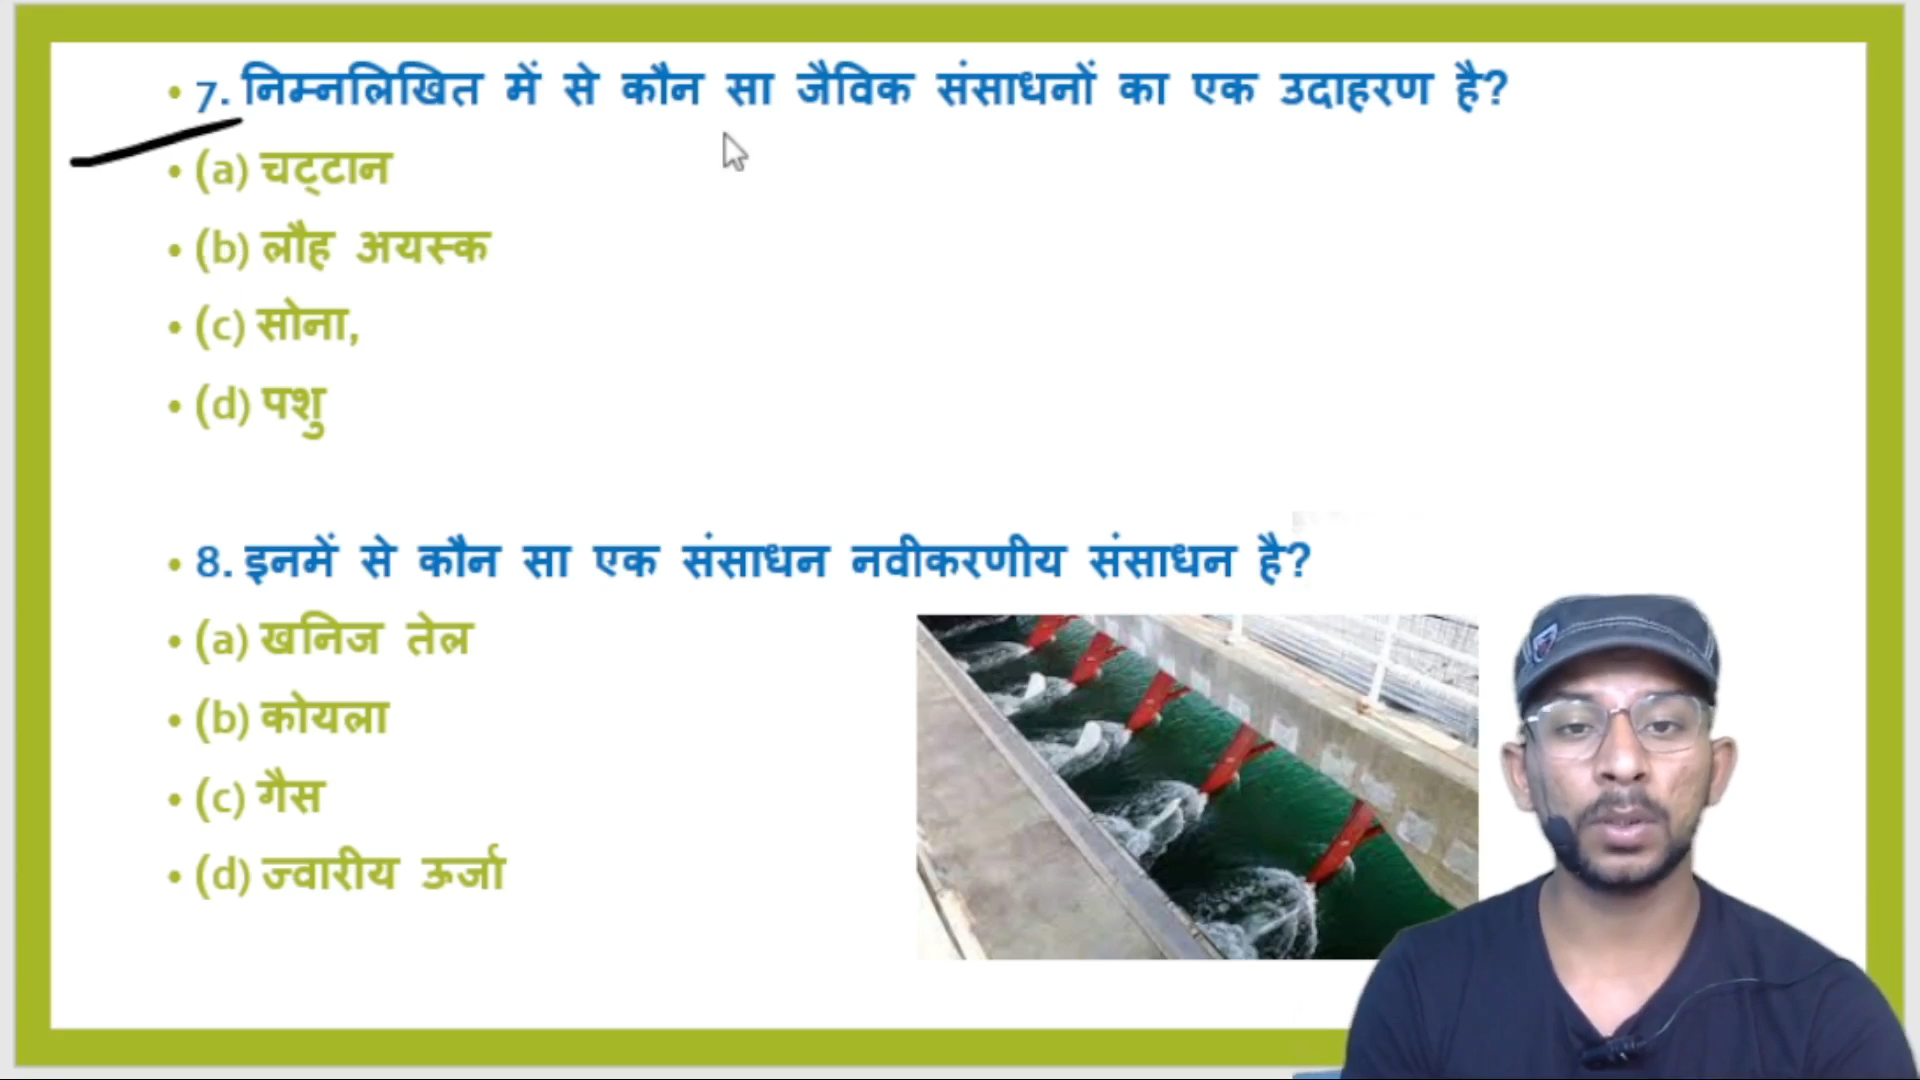 • 7. निम्नलिखित में से कौन सा जैविक संसाधनों का एक उदाहरण है?
• (a) चट्टान
• (b) लौह अयस्क
• (c) सोना,
• (d) पशु
• 8. इनमें से कौन सा एक संसाधन नवीकरणीय संसाधन है?
• (a) खनिज तेल
• (b) कोयला
• (c) गैस
• (d) ज्वारीय ऊर्जा